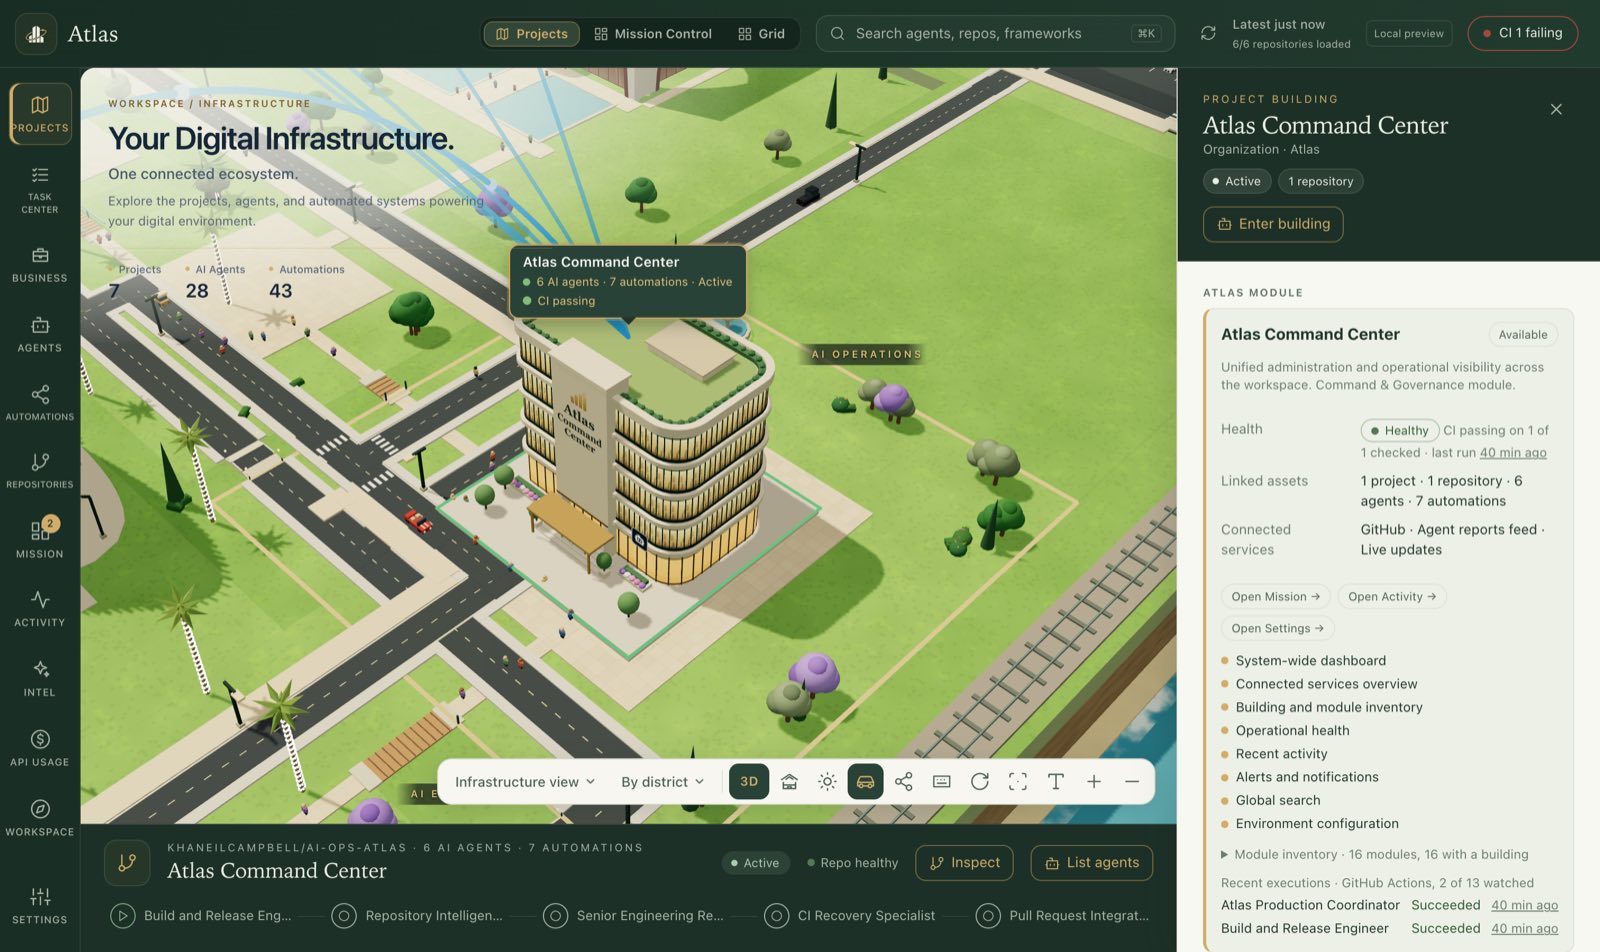 Atlas
Projects
Mission Control
Grid
Search agents, repos, frameworks
⌘K
Latest just now
6/6 repositories loaded
Local preview
CI 1 failing
PROJECTS
TASK
CENTER
BUSINESS
AGENTS
AUTOMATIONS
REPOSITORIES
2
MISSION
ACTIVITY
INTEL
API USAGE
WORKSPACE
SETTINGS
WORKSPACE / INFRASTRUCTURE
Your Digital Infrastructure.
One connected ecosystem.
Explore the projects, agents, and automated systems powering
your digital environment.
Projects
7
AI Agents
28
Automations
43
Atlas Command Center
6 AI agents · 7 automations · Active
CI passing
AI OPERATIONS
Atlas
Command
Center
AI E
Infrastructure view
By district
3D
KHANEILCAMPBELL/AI-OPS-ATLAS · 6 AI AGENTS · 7 AUTOMATIONS
Atlas Command Center
Active
Repo healthy
Inspect
List agents
Build and Release Eng...
Repository Intelligen...
Senior Engineering Re...
CI Recovery Specialist
Pull Request Integrat...
PROJECT BUILDING
Atlas Command Center
Organization · Atlas
Active
1 repository
Enter building
ATLAS MODULE
Atlas Command Center
Available
Unified administration and operational visibility across
the workspace. Command & Governance module.
Health
Healthy CI passing on 1 of
1 checked · last run 40 min ago
Linked assets
1 project · 1 repository · 6
agents · 7 automations
Connected
services
GitHub · Agent reports feed ·
Live updates
Open Mission →
Open Activity →
Open Settings →
System-wide dashboard
Connected services overview
Building and module inventory
Operational health
Recent activity
Alerts and notifications
Global search
Environment configuration
Module inventory · 16 modules, 16 with a building
Recent executions · GitHub Actions, 2 of 13 watched
Atlas Production Coordinator Succeeded 40 min ago
Build and Release Engineer Succeeded 40 min ago